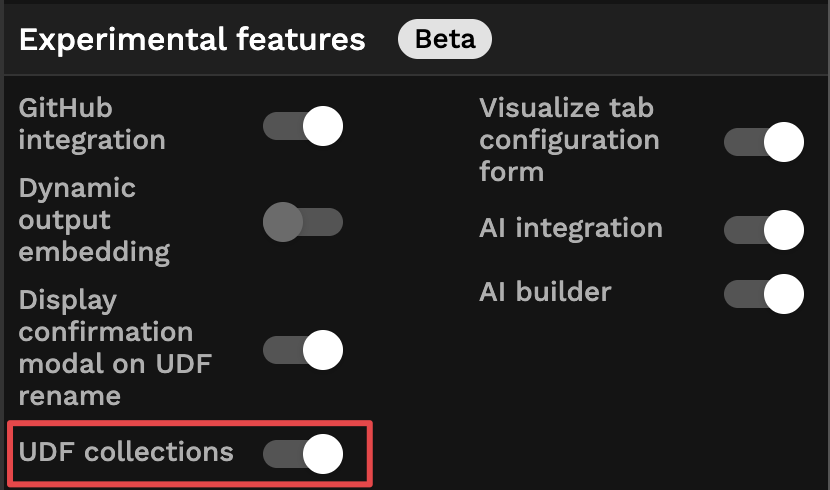 Experimental features Beta
GitHub
integration
Dynamic
output
embedding
Display
confirmation
modal on UDF
rename
UDF collections
Visualize tab
configuration
form
AI integration
AI builder